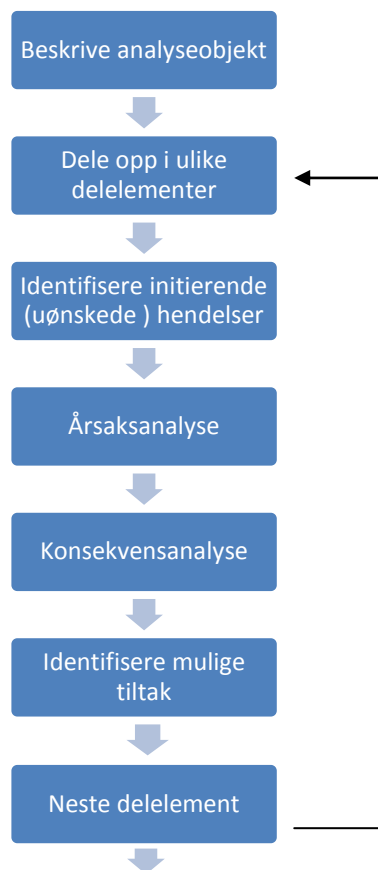 Beskrive analyseobjekt
Dele opp i ulike
delelementer
Identifisere initierende
(uønskede ) hendelser
Årsaksanalyse
Konsekvensanalyse
Identifisere mulige
tiltak
Neste delelement